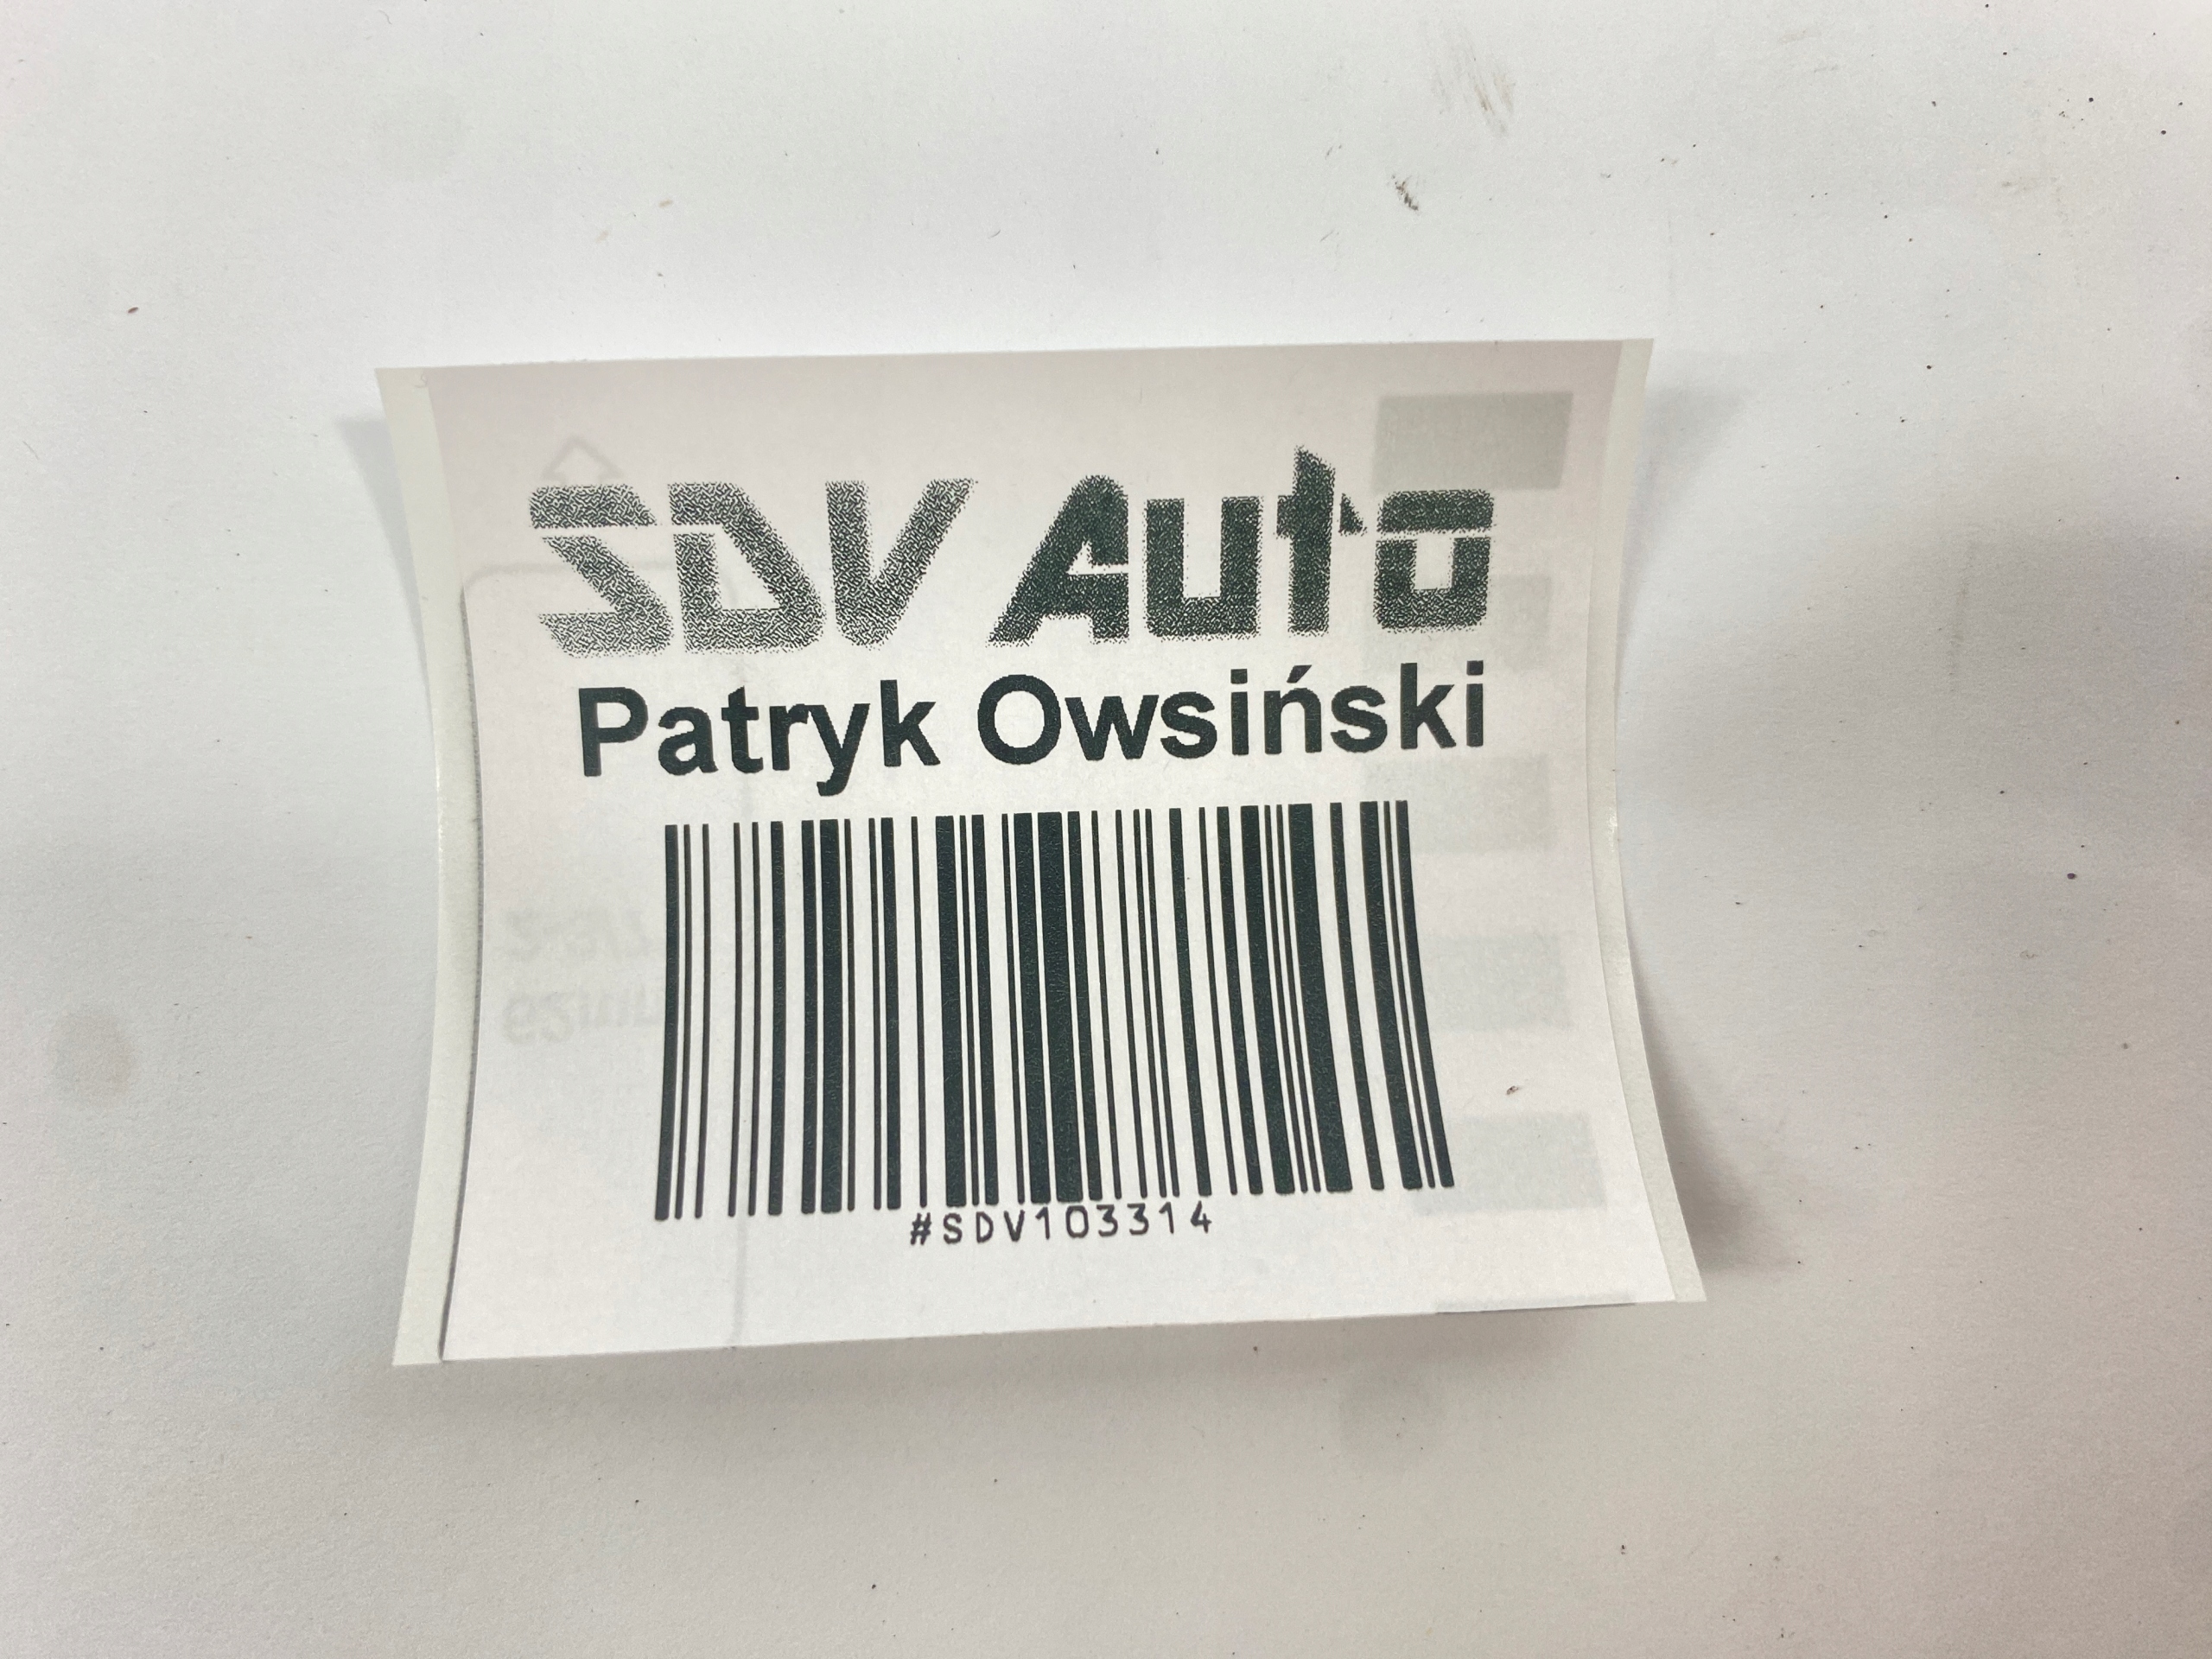 SDV Auto
Patryk Owsiński
#SDV103314